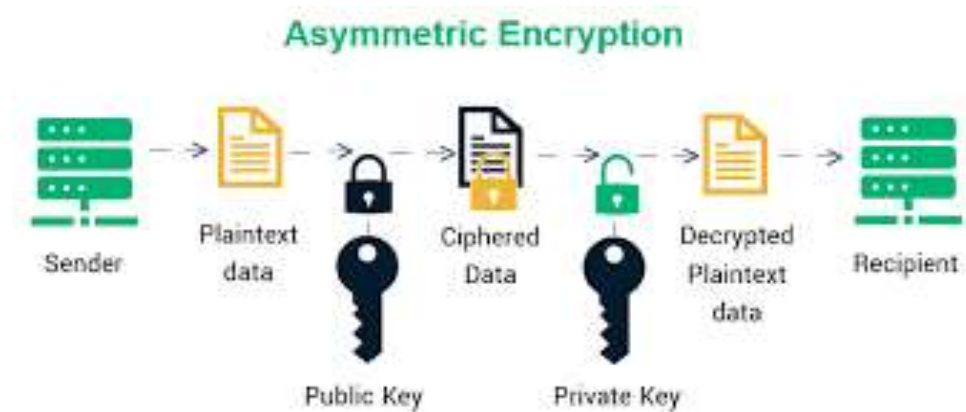 Asymmetric Encryption
Sender
Plaintext
data
Public Key
Ciphered
Data
Private Key
Decrypted
Plaintext
data
Recipient